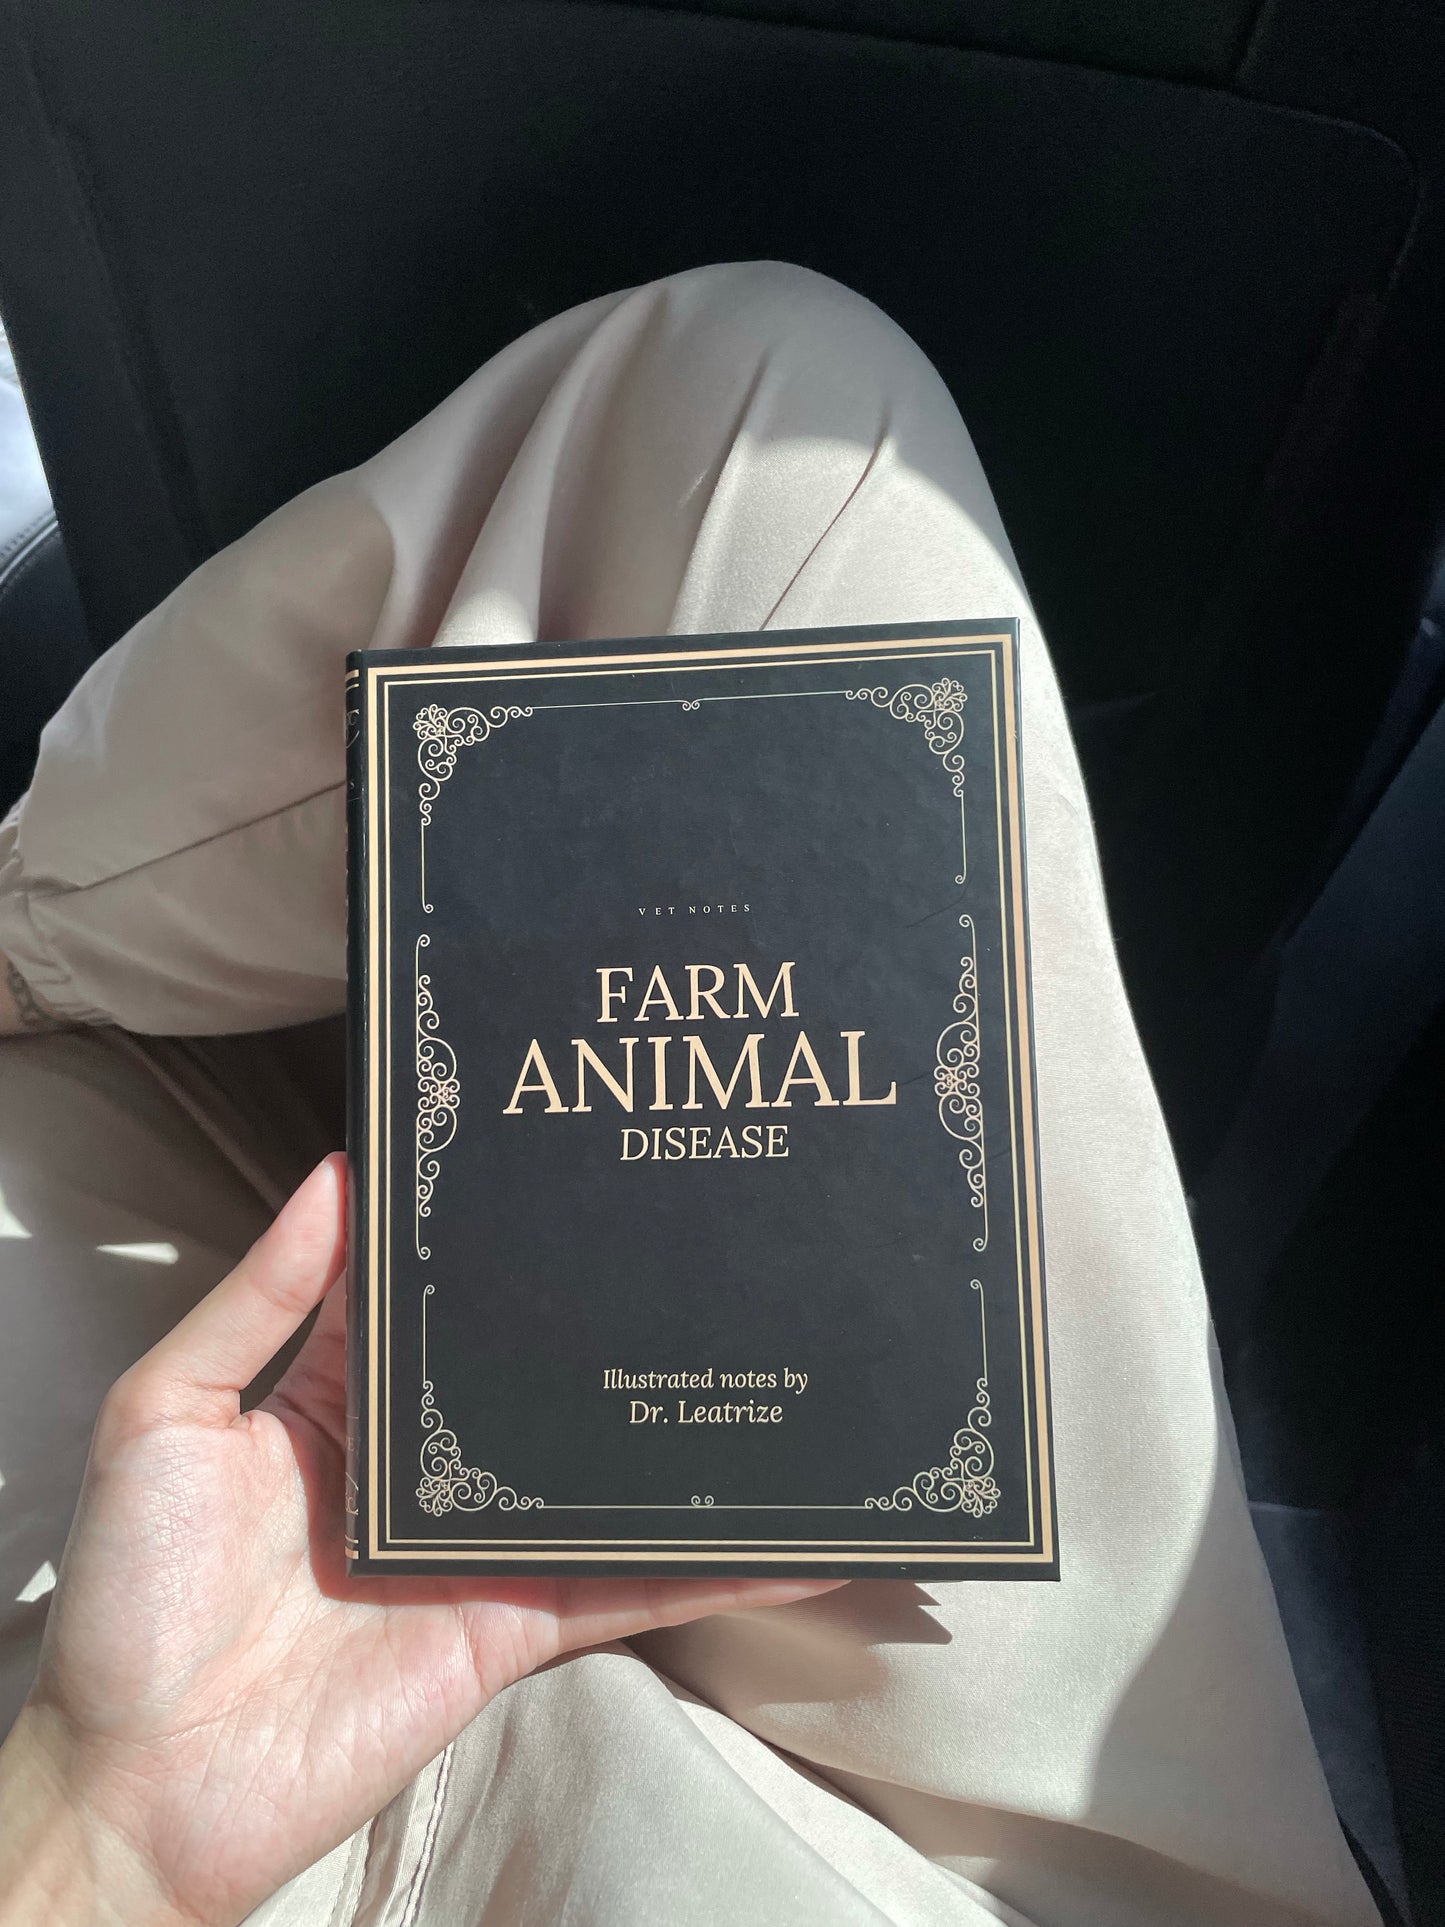 VET NOTES
FARM
ANIMAL
DISEASE
Illustrated notes by
Dr. Leatrize